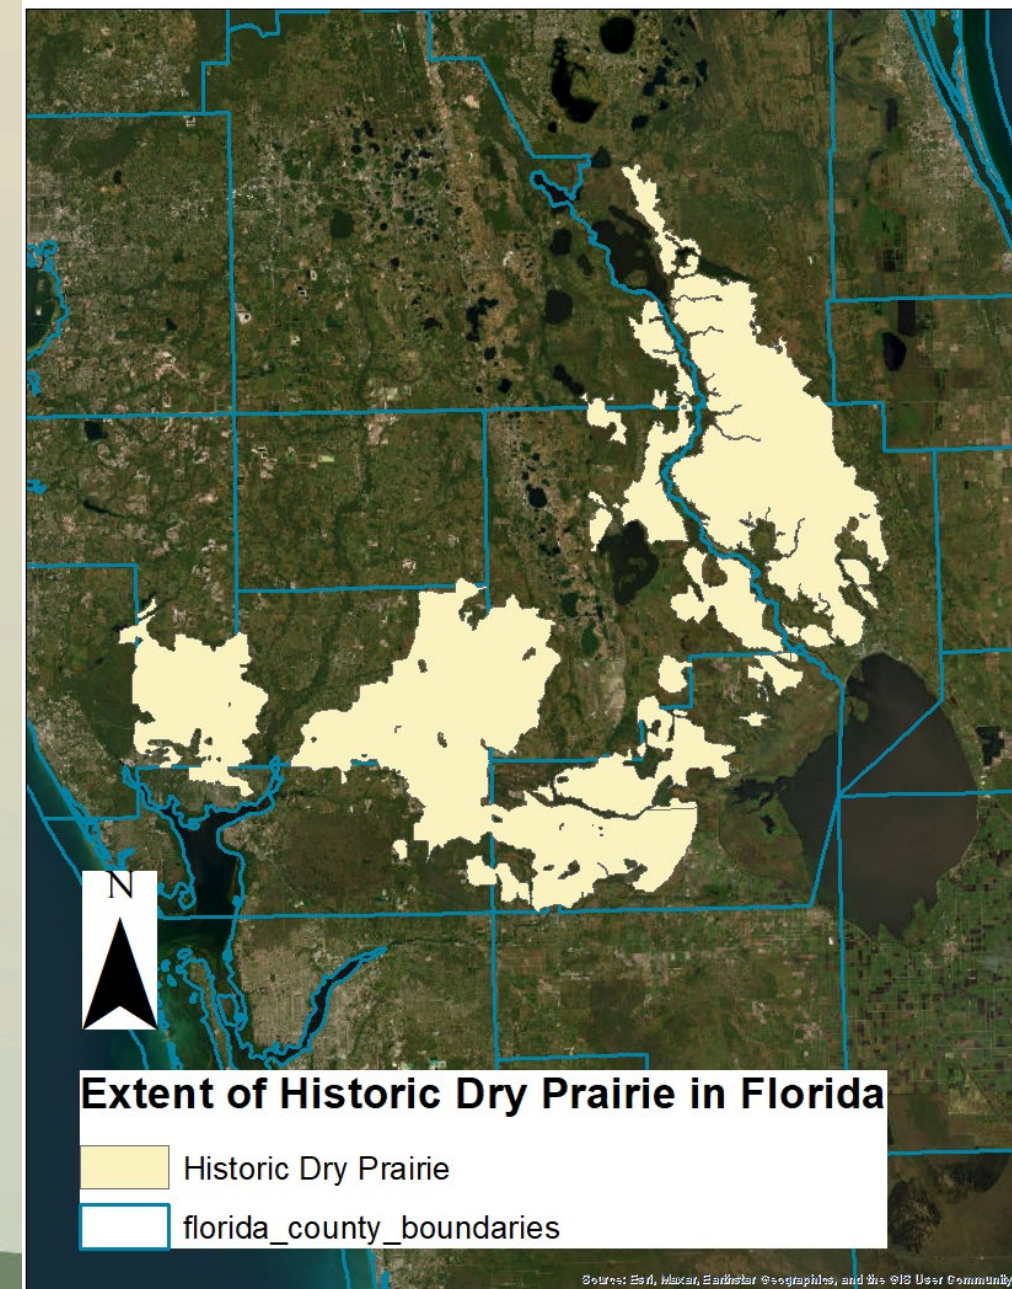 N
Extent of Historic Dry Prairie in Florida
Historic Dry Prairie
florida_county_boundaries
Source: Esri, Maxar, Earthstar Geographics, and the GIS User Community